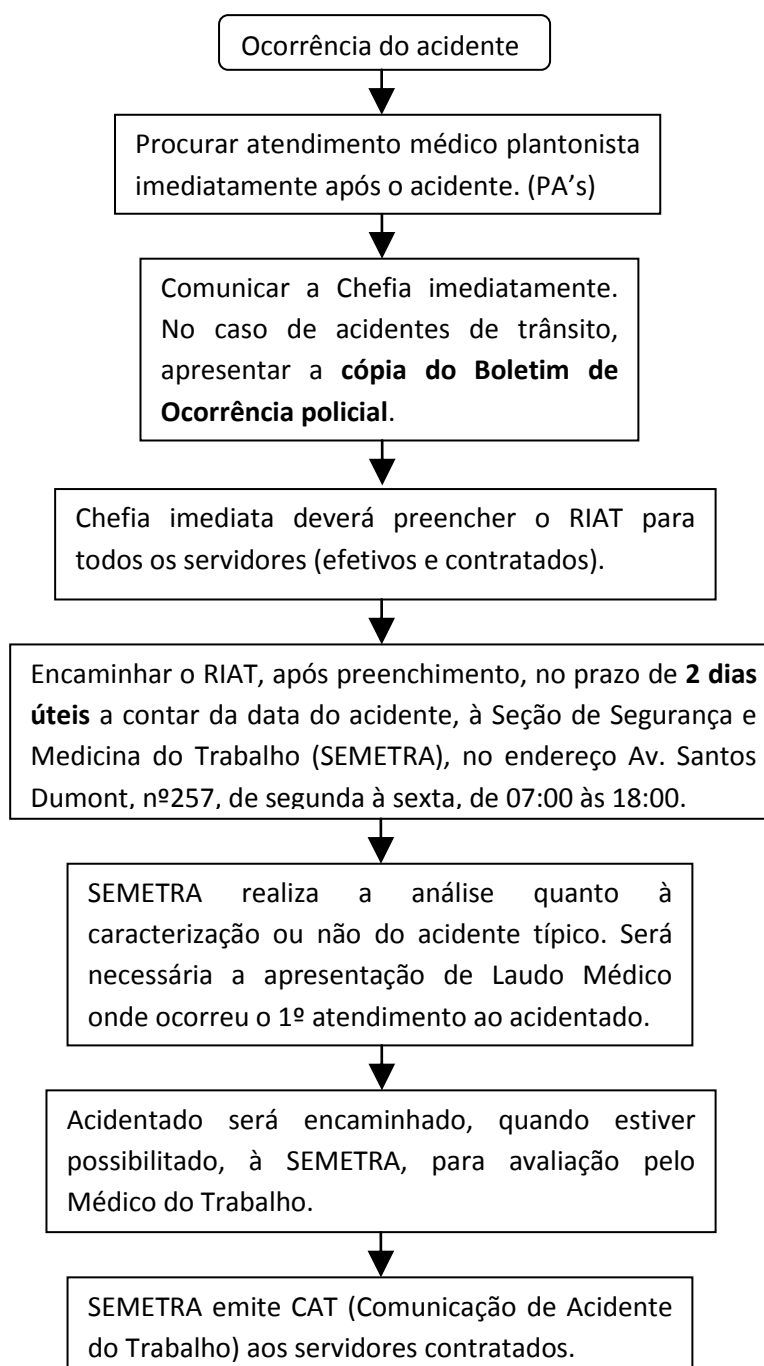 Ocorrência do acidente
Procurar atendimento médico plantonista
imediatamente após o acidente. (PA’s)
Comunicar a Chefia imediatamente.
No caso de acidentes de trânsito,
apresentar a cópia do Boletim de
Ocorrência policial.
Chefia imediata deverá preencher o RIAT para
todos os servidores (efetivos e contratados).
Encaminhar o RIAT, após preenchimento, no prazo de 2 dias
úteis a contar da data do acidente, à Seção de Segurança e
Medicina do Trabalho (SEMETRA), no endereço Av. Santos
Dumont, nº257, de segunda à sexta, de 07:00 às 18:00.
SEMETRA realiza a análise quanto à
caracterização ou não do acidente típico. Será
necessária a apresentação de Laudo Médico
onde ocorreu o 1º atendimento ao acidentado.
Acidentado será encaminhado, quando estiver
possibilitado, à SEMETRA, para avaliação pelo
Médico do Trabalho.
SEMETRA emite CAT (Comunicação de Acidente
do Trabalho) aos servidores contratados.